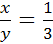 x/y = 1/3